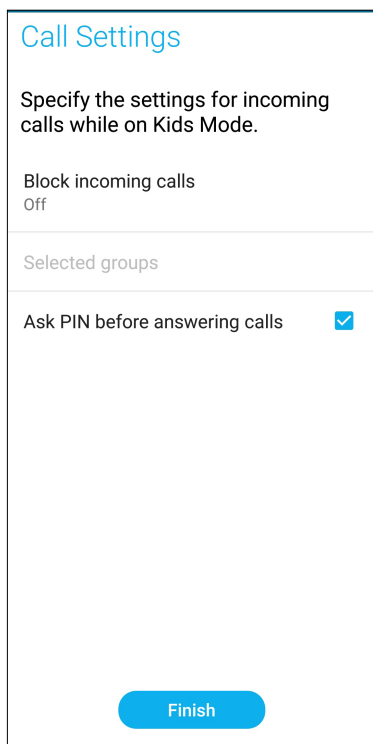 Call Settings
Specify the settings for incoming
calls while on Kids Mode.
Block incoming calls
Off
Selected groups
Ask PIN before answering calls
Finish